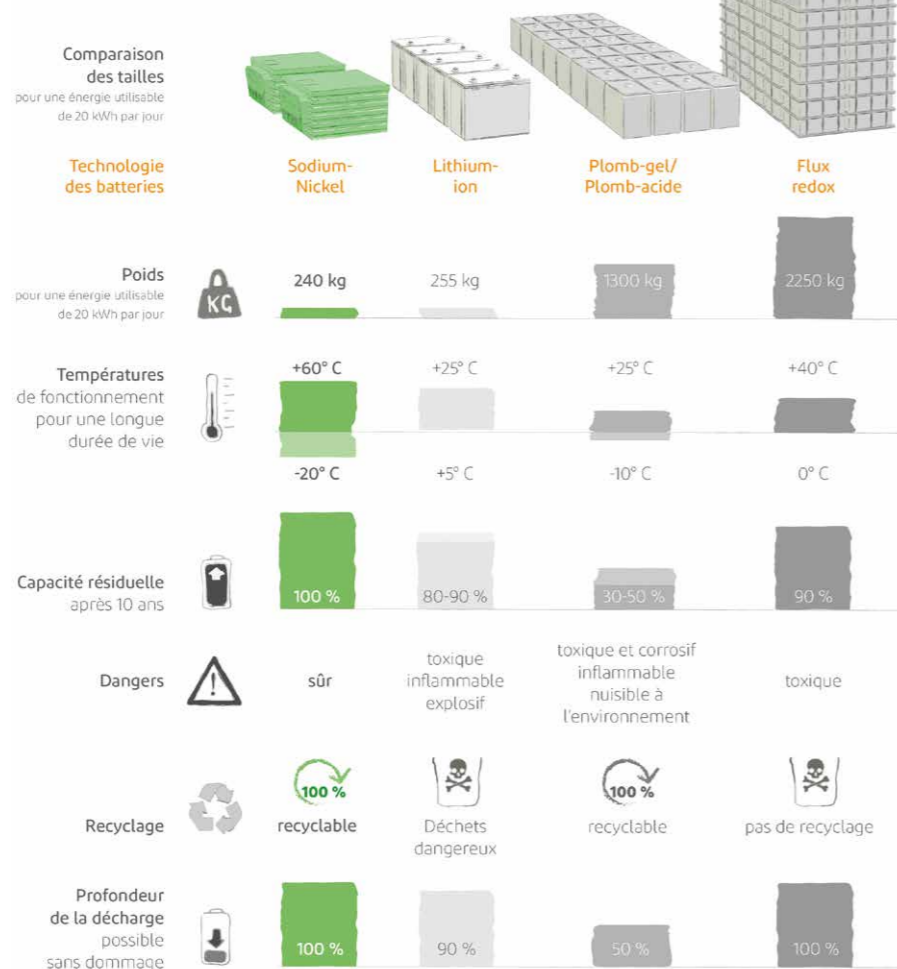 Comparaison
des tailles
pour une énergie utilisable
de 20 kWh par jour
Technologie
des batteries
Sodium-
Nickel
Lithium-
ion
Plomb-gel/
Plomb-acide
Flux
redox
Poids
pour une énergie utilisable
de 20 kWh par jour
KG
240 kg
255 kg
1300 kg
2250 kg
Températures
de fonctionnement
pour une longue
durée de vie
+60° C
+25° C
+25° C
+40° C
-20° C
+5° C
-10° C
0° C
Capacité résiduelle
après 10 ans
100 %
80-90 %
30-50 %
90 %
Dangers
sûr
toxique
inflammable
explosif
toxique et corrosif
inflammable
nuisible à
l'environnement
toxique
Recyclage
100 %
recyclable
Déchets
dangereux
100 %
recyclable
pas de recyclage
Profondeur
de la décharge
possible
sans dommage
100 %
90 %
50 %
100 %